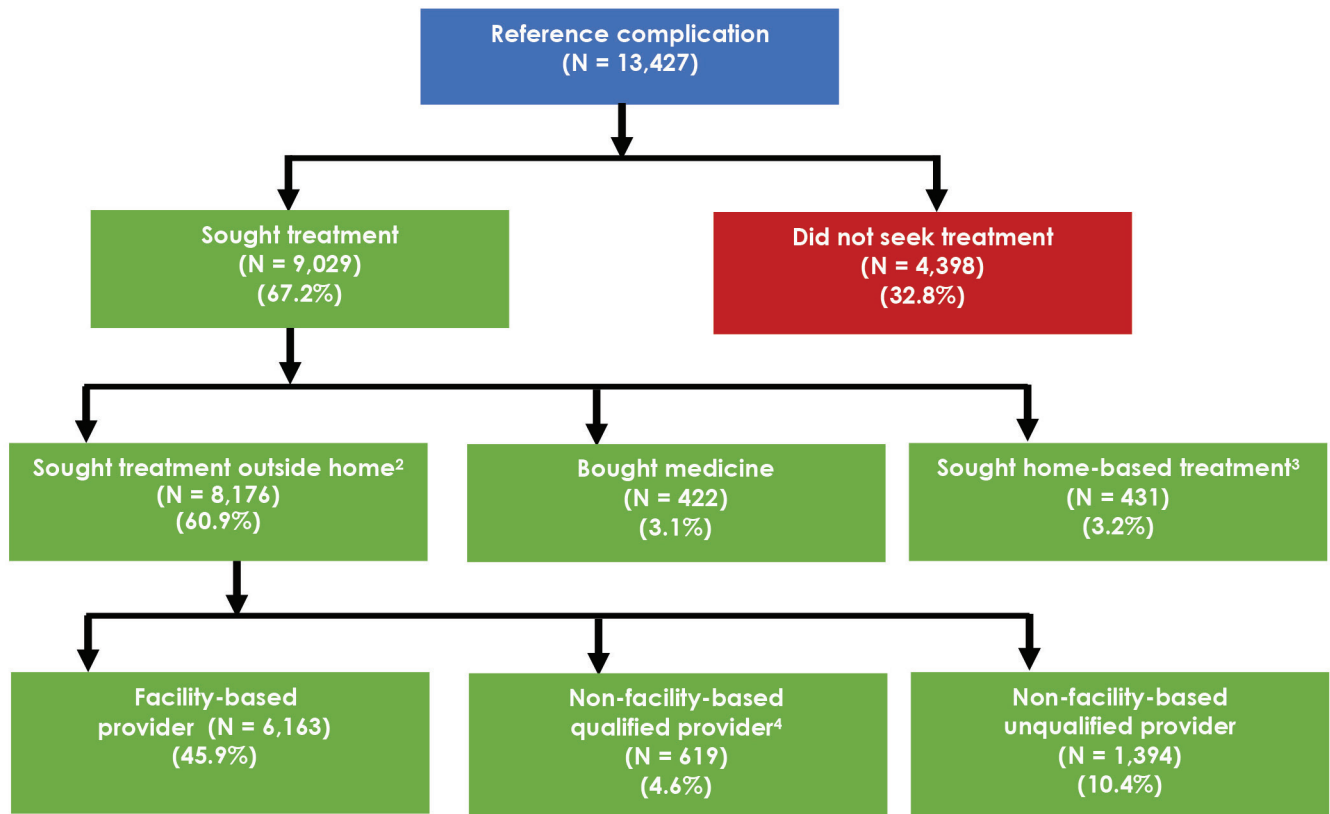 Reference complication
(N = 13,427)
Sought treatment
(N = 9,029)
(67.2%)
Did not seek treatment
(N = 4,398)
(32.8%)
Sought treatment outside home²
(N = 8,176)
(60.9%)
Bought medicine
(N = 422)
(3.1%)
Sought home-based treatment³
(N = 431)
(3.2%)
Facility-based
provider (N = 6,163)
(45.9%)
Non-facility-based
qualified provider⁴
(N = 619)
(4.6%)
Non-facility-based
unqualified provider
(N = 1,394)
(10.4%)